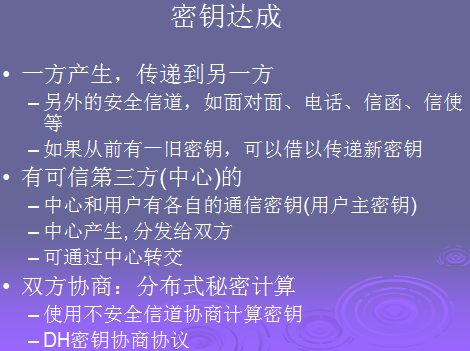 密钥达成
• 一方产生，传递到另一方
– 另外的安全信道，如面对面、电话、信函、信使
等
– 如果从前有一旧密钥，可以借以传递新密钥
• 有可信第三方(中心)的
– 中心和用户有各自的通信密钥(用户主密钥)
– 中心产生, 分发给双方
– 可通过中心转交
• 双方协商：分布式秘密计算
– 使用不安全信道协商计算密钥
– DH密钥协商协议